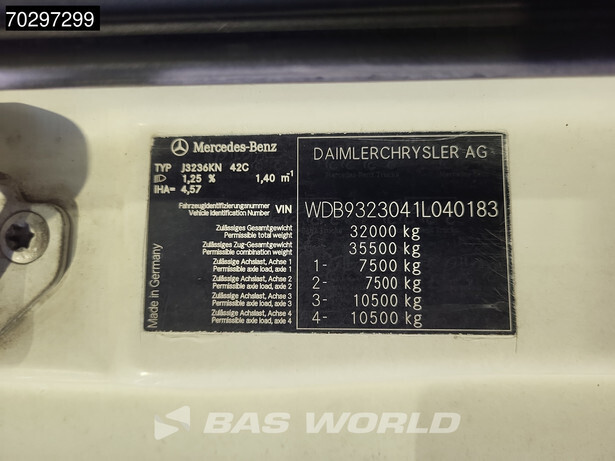 70297299
Mercedes-Benz
DAIMLERCHRYSLER AG
TYP J3236KN 42C
1,25 % 1,40 m-1
IHA= 4,57
Fahrzeugidentifizierungsnummer
Vehicle Identification Number VIN WDB9323041L040183
Zulässiges Gesamtgewicht
Permissible total weight 32000 kg
Zulässiges Zug-Gesamtgewicht
Permissible combination weight 35500 kg
Zulässige Achslast, Achse 1
Permissible axle load, axle 1 1- 7500 kg
Zulässige Achslast, Achse 2
Permissible axle load, axle 2 2- 7500 kg
Zulässige Achslast, Achse 3
Permissible axle load, axle 3 3- 10500 kg
Zulässige Achslast, Achse 4
Permissible axle load, axle 4 4- 10500 kg
Made in Germany
BAS WORLD